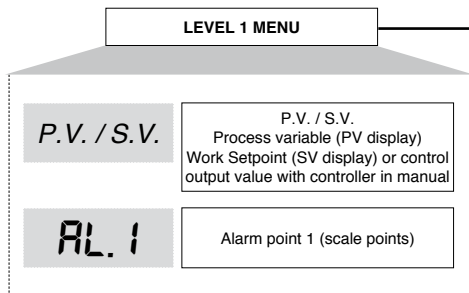 LEVEL 1 MENU
P.V. / S.V.
P.V. / S.V.
Process variable (PV display)
Work Setpoint (SV display) or control
output value with controller in manual
AL. 1
Alarm point 1 (scale points)